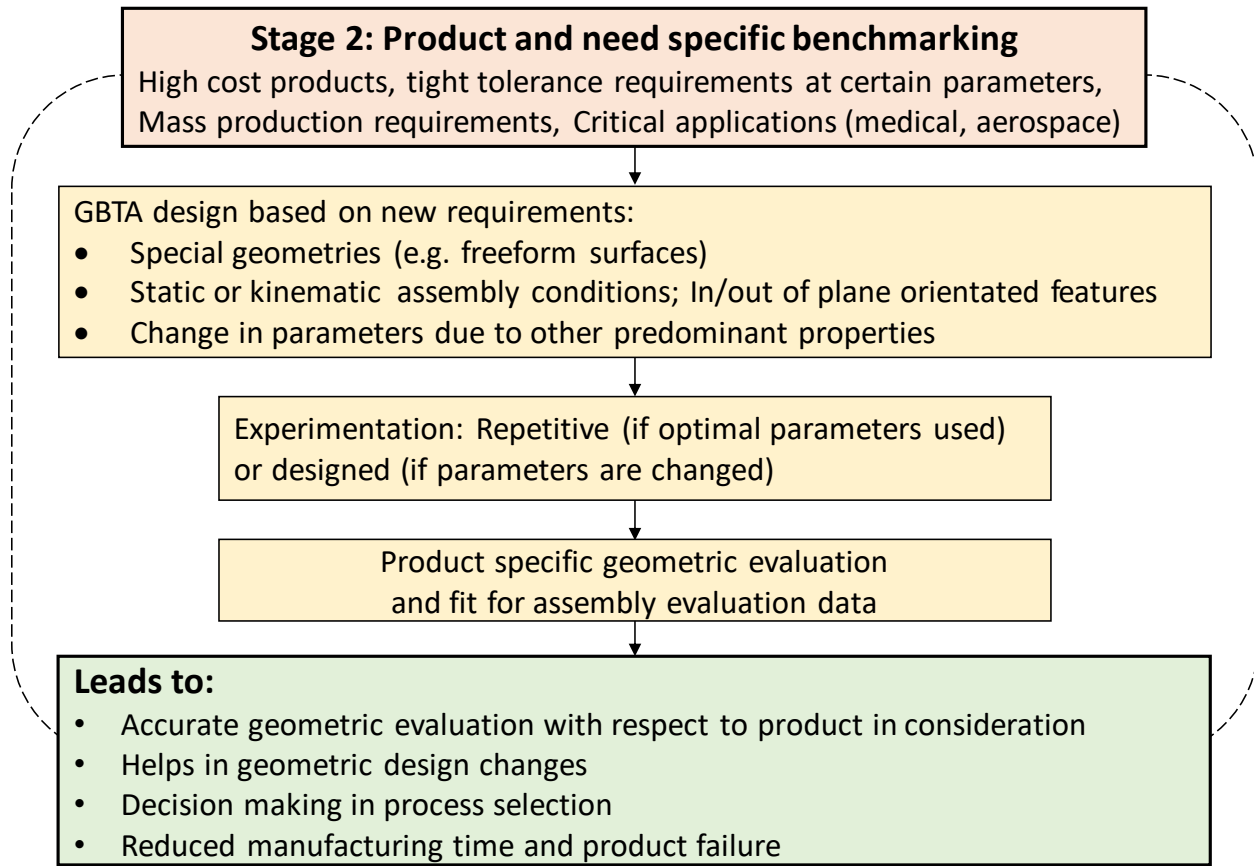 Stage 2: Product and need specific benchmarking
High cost products, tight tolerance requirements at certain parameters,
Mass production requirements, Critical applications (medical, aerospace)
GBTA design based on new requirements:
• Special geometries (e.g. freeform surfaces)
• Static or kinematic assembly conditions; In/out of plane orientated features
• Change in parameters due to other predominant properties
Experimentation: Repetitive (if optimal parameters used)
or designed (if parameters are changed)
Product specific geometric evaluation
and fit for assembly evaluation data
Leads to:
• Accurate geometric evaluation with respect to product in consideration
• Helps in geometric design changes
• Decision making in process selection
• Reduced manufacturing time and product failure